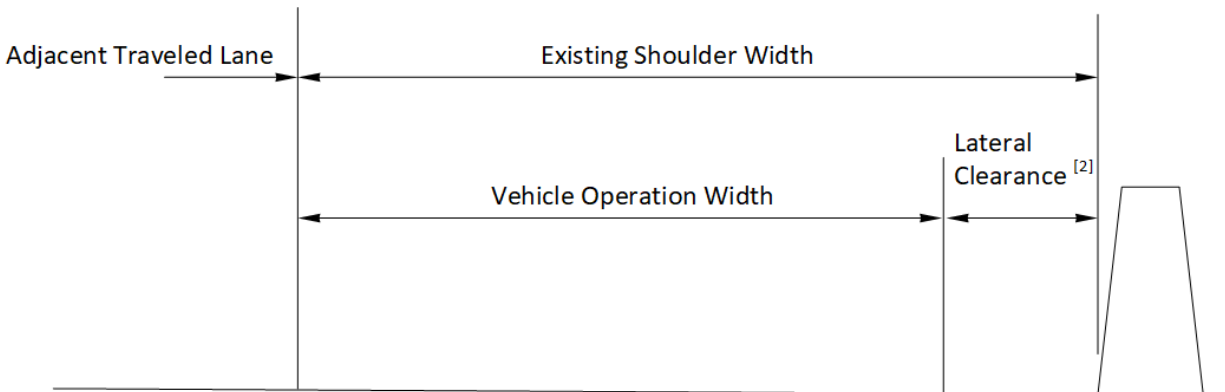 Adjacent Traveled Lane
Existing Shoulder Width
Lateral
Clearance [2]
Vehicle Operation Width